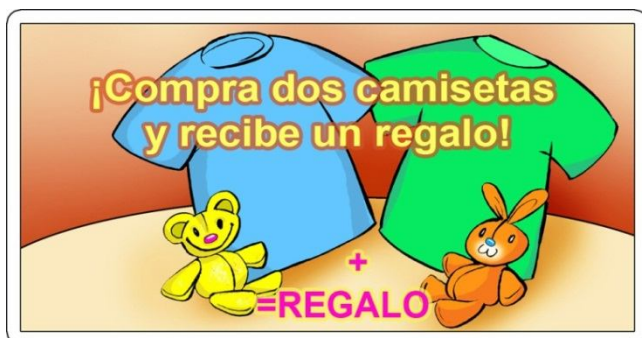 ¡Compra dos camisetas
y recibe un regalo!
+
=REGALO